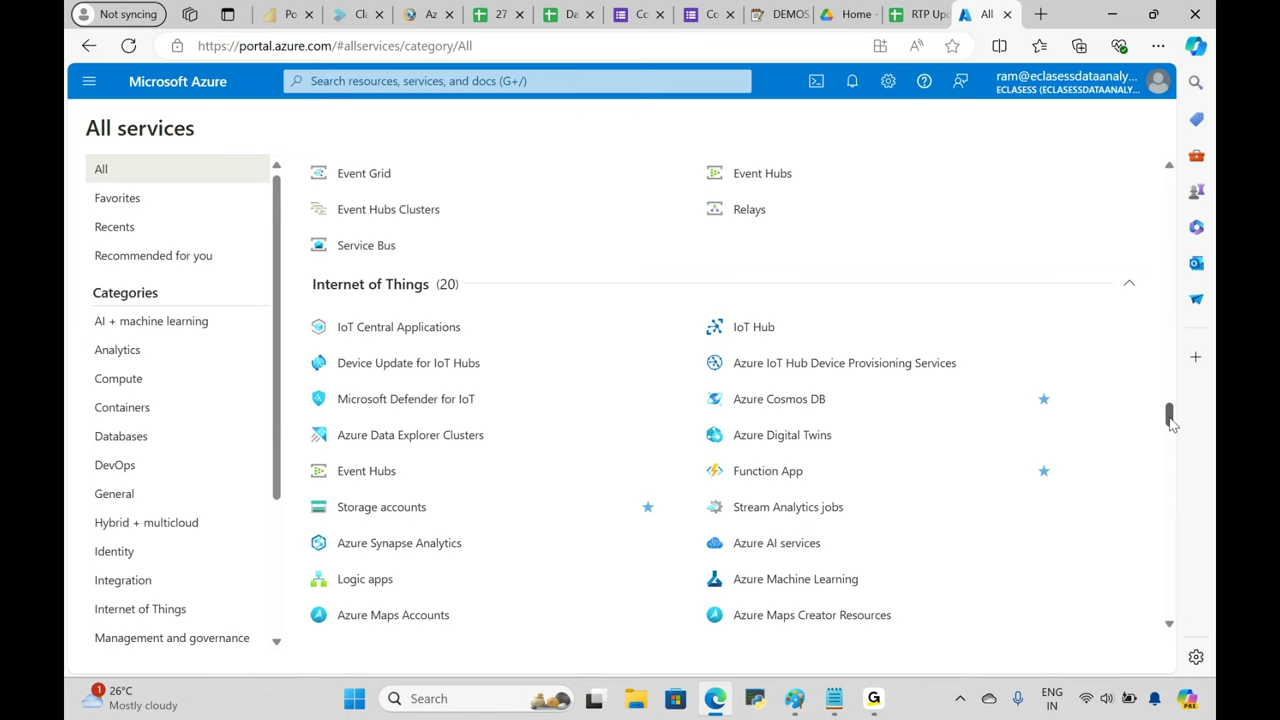 Not syncing
Po
Cl
Az
27
Da
Co
Co
DEMOS
Home -
RTP Upd
All
https://portal.azure.com/#allservices/category/All
Microsoft Azure
Search resources, services, and docs (G+/)
ram@eclasessdataanaly...
ECLASESS (ECLASESSDATAANALY...
All services
All
Favorites
Recents
Recommended for you
Categories
AI + machine learning
Analytics
Compute
Containers
Databases
DevOps
General
Hybrid + multicloud
Identity
Integration
Internet of Things
Management and governance
Event Grid
Event Hubs
Event Hubs Clusters
Relays
Service Bus
Internet of Things (20)
IoT Central Applications
IoT Hub
Device Update for IoT Hubs
Azure IoT Hub Device Provisioning Services
Microsoft Defender for IoT
Azure Cosmos DB
Azure Data Explorer Clusters
Azure Digital Twins
Event Hubs
Function App
Storage accounts
Stream Analytics jobs
Azure Synapse Analytics
Azure AI services
Logic apps
Azure Machine Learning
Azure Maps Accounts
Azure Maps Creator Resources
1
26°C
Mostly cloudy
Search
ENG
IN
PRE